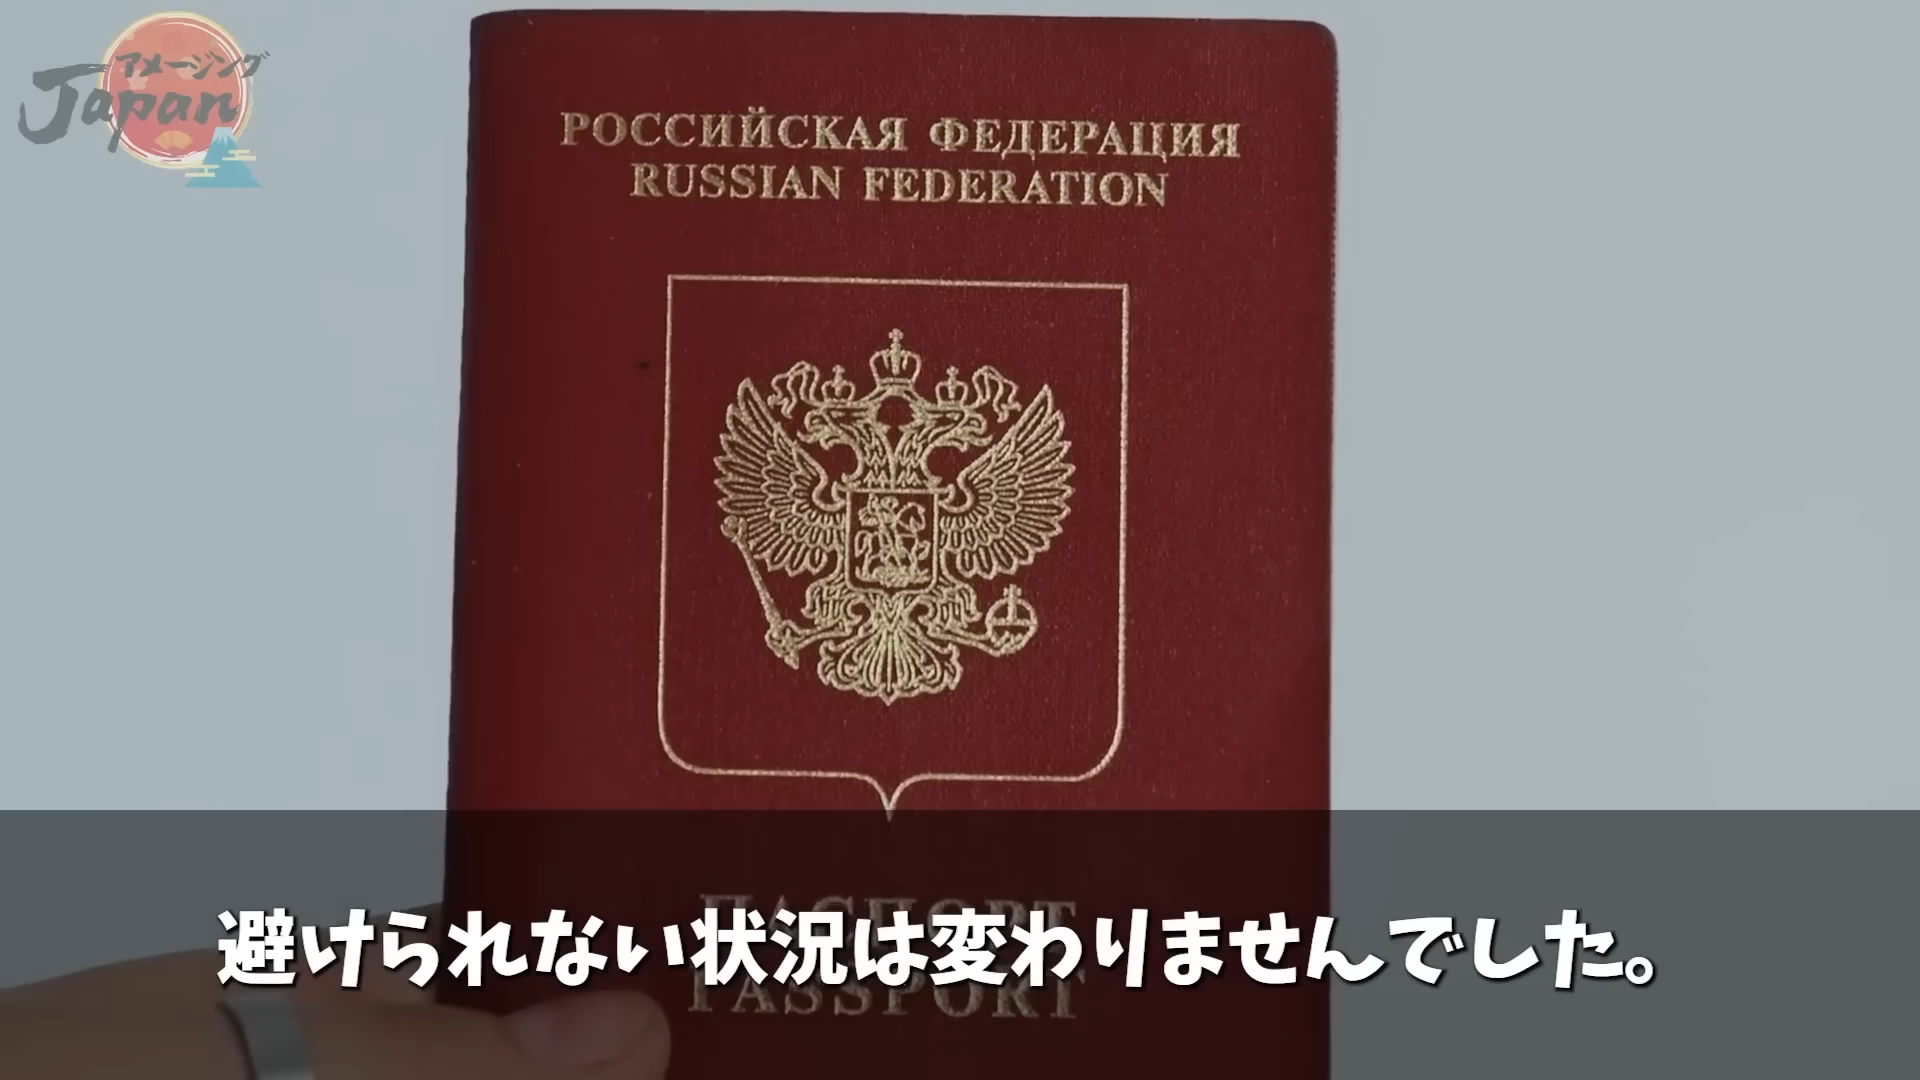 アメージング
Japan
РОССИЙСКАЯ ФЕДЕРАЦИЯ
RUSSIAN FEDERATION
ПАСПОРТ
PASSPORT
避けられない状況は変わりませんでした。